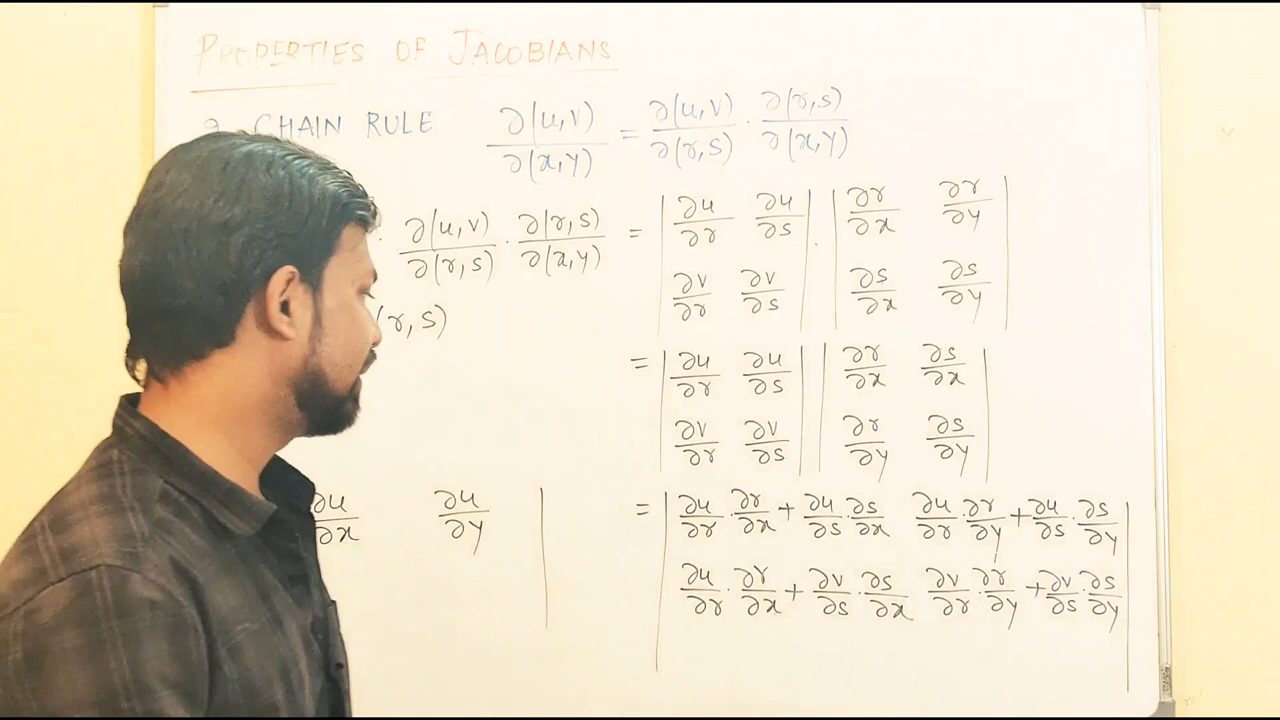 PROPERTIES OF JACOBIANS
CHAIN RULE ∂(u,v)/∂(x,y) = ∂(u,v)/∂(r,s) · ∂(r,s)/∂(x,y)
∂(u,v)/∂(r,s) · ∂(r,s)/∂(x,y) = | ∂u/∂r ∂u/∂s | · | ∂r/∂x ∂r/∂y |
| ∂v/∂r ∂v/∂s | | ∂s/∂x ∂s/∂y |
(r, s)
= | ∂u/∂r ∂u/∂s | | ∂r/∂x ∂s/∂x |
| ∂v/∂r ∂v/∂s | | ∂r/∂y ∂s/∂y |
∂u/∂x ∂u/∂y | = | ∂u/∂r · ∂r/∂x + ∂u/∂s · ∂s/∂x ∂u/∂r · ∂r/∂y + ∂u/∂s · ∂s/∂y |
| ∂u/∂r · ∂r/∂x + ∂v/∂s · ∂s/∂x ∂v/∂r · ∂r/∂y + ∂v/∂s · ∂s/∂y |